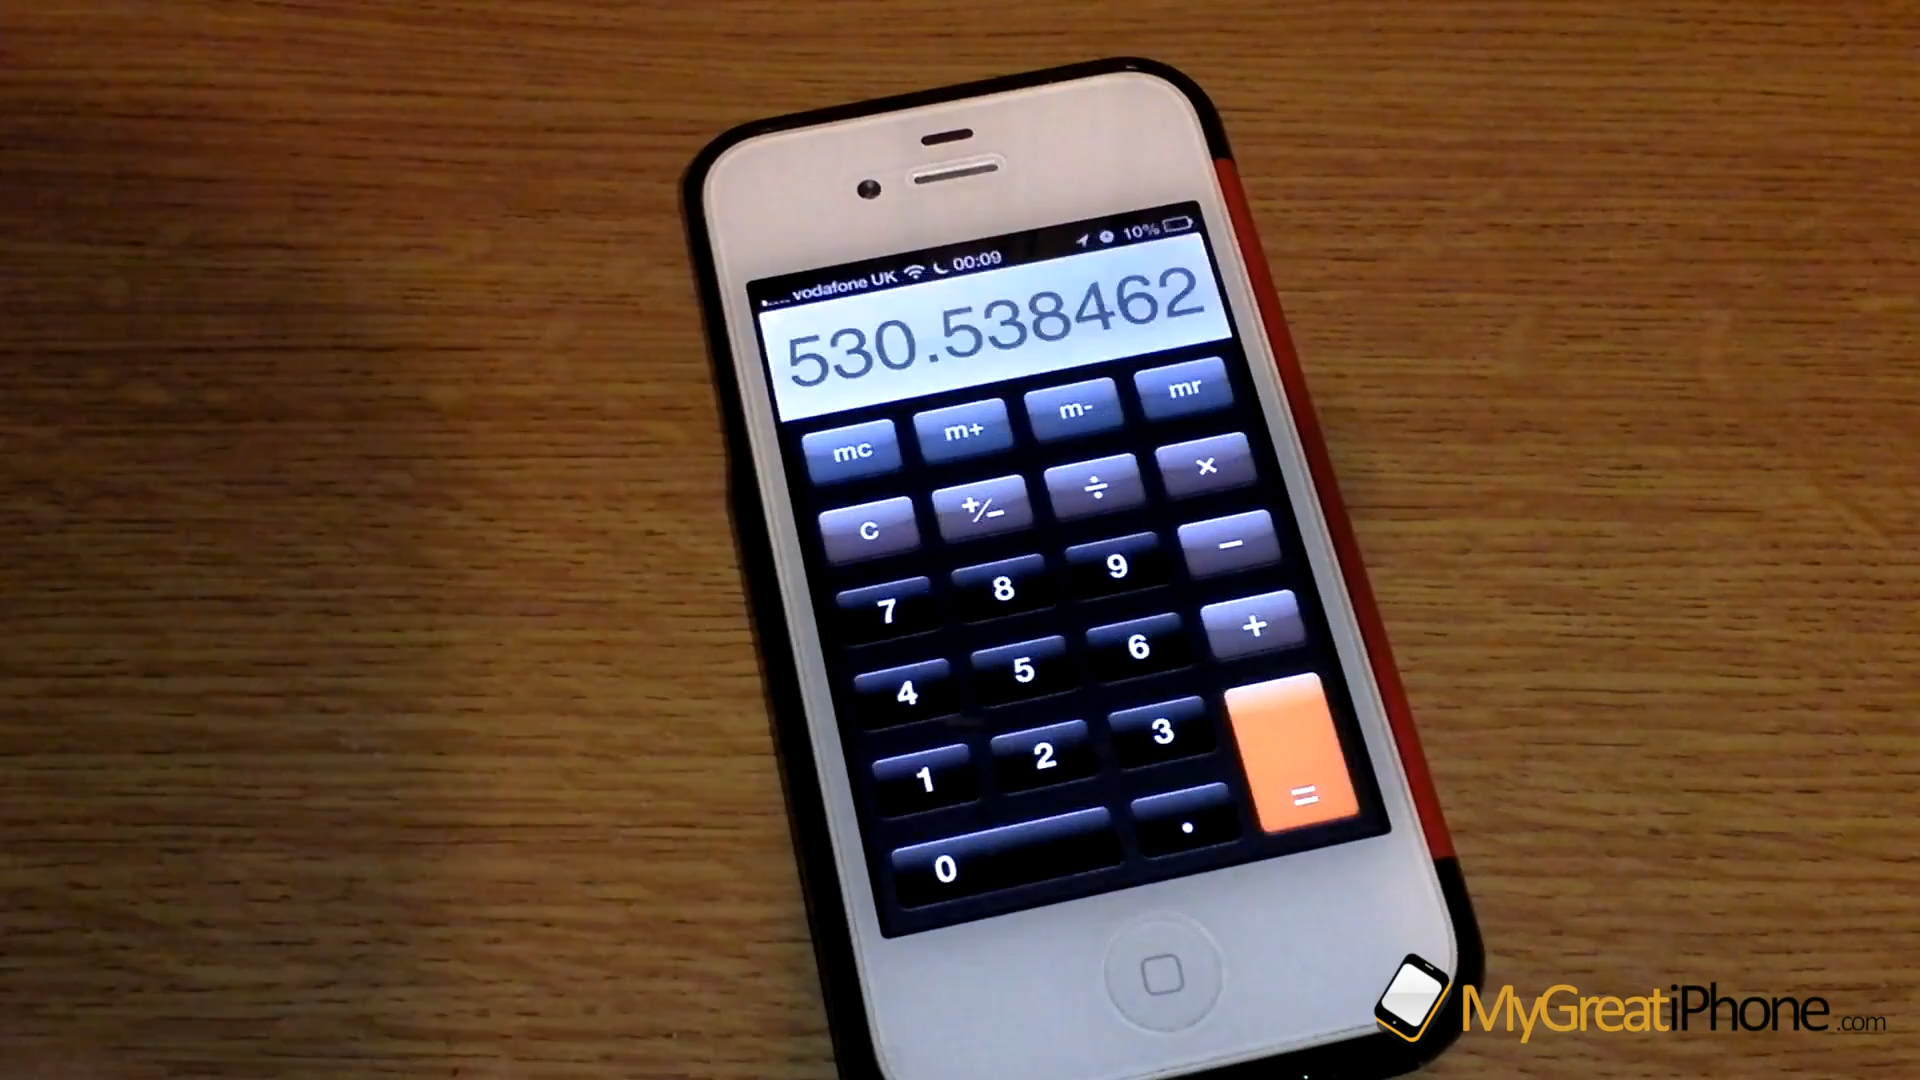 vodafone UK 00:09 10%
530.538462
mc m+ m- mr
c +/− ÷ ×
7 8 9 −
4 5 6 +
1 2 3
0 . =
MyGreatiPhone.com